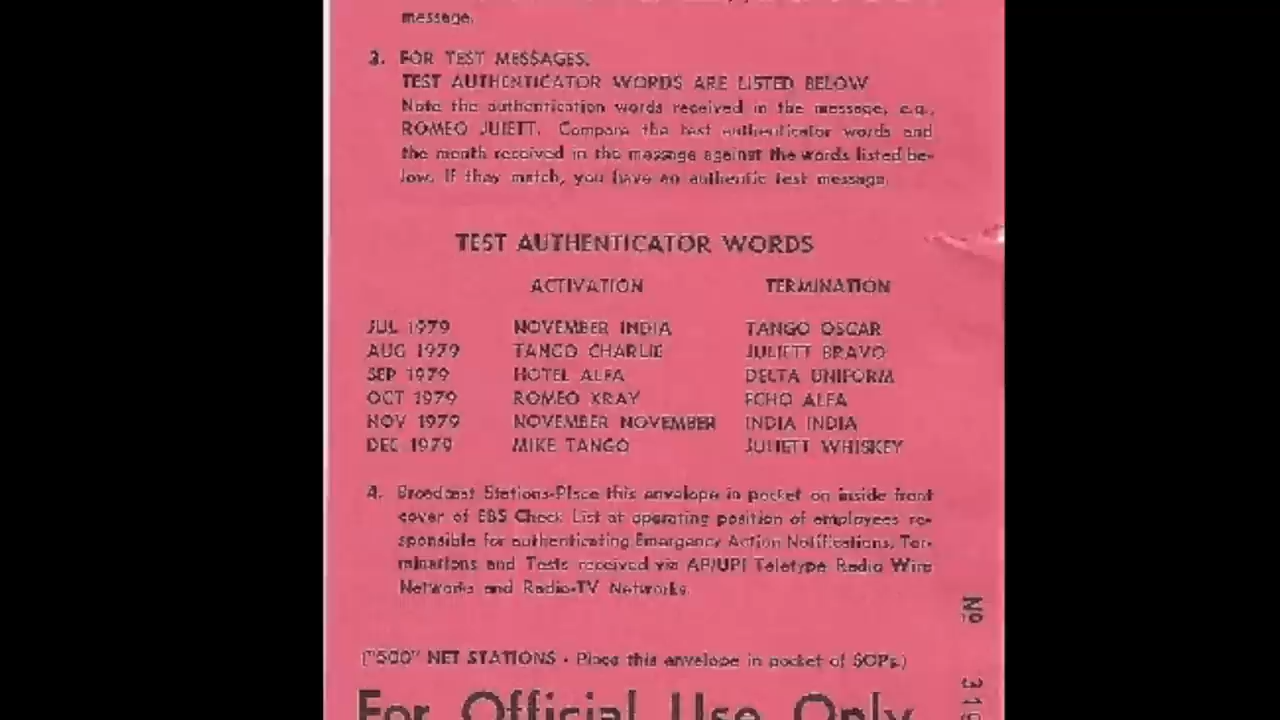 message.
3. FOR TEST MESSAGES.
TEST AUTHENTICATOR WORDS ARE LISTED BELOW
Note the authentication words received in the message, e.g.,
ROMEO JULIETT. Compare the test authenticator words and
the month received in the message against the words listed be-
low. If they match, you have an authentic test message.
TEST AUTHENTICATOR WORDS
ACTIVATION TERMINATION
JUL 1979 NOVEMBER INDIA TANGO OSCAR
AUG 1979 TANGO CHARLIE JULIETT BRAVO
SEP 1979 HOTEL ALFA DELTA UNIFORM
OCT 1979 ROMEO XRAY ECHO ALFA
NOV 1979 NOVEMBER NOVEMBER INDIA INDIA
DEC 1979 MIKE TANGO JULIETT WHISKEY
4. Broadcast Stations-Place this envelope in pocket on inside front
cover of EBS Check List at operating position of employees re-
sponsible for authenticating Emergency Action Notifications, Ter-
minations and Tests received via AP/UPI Teletype Radio Wire
Networks and Radio-TV Networks.
("500" NET STATIONS - Place this envelope in pocket of SOPs.)
For Official Use Only
No